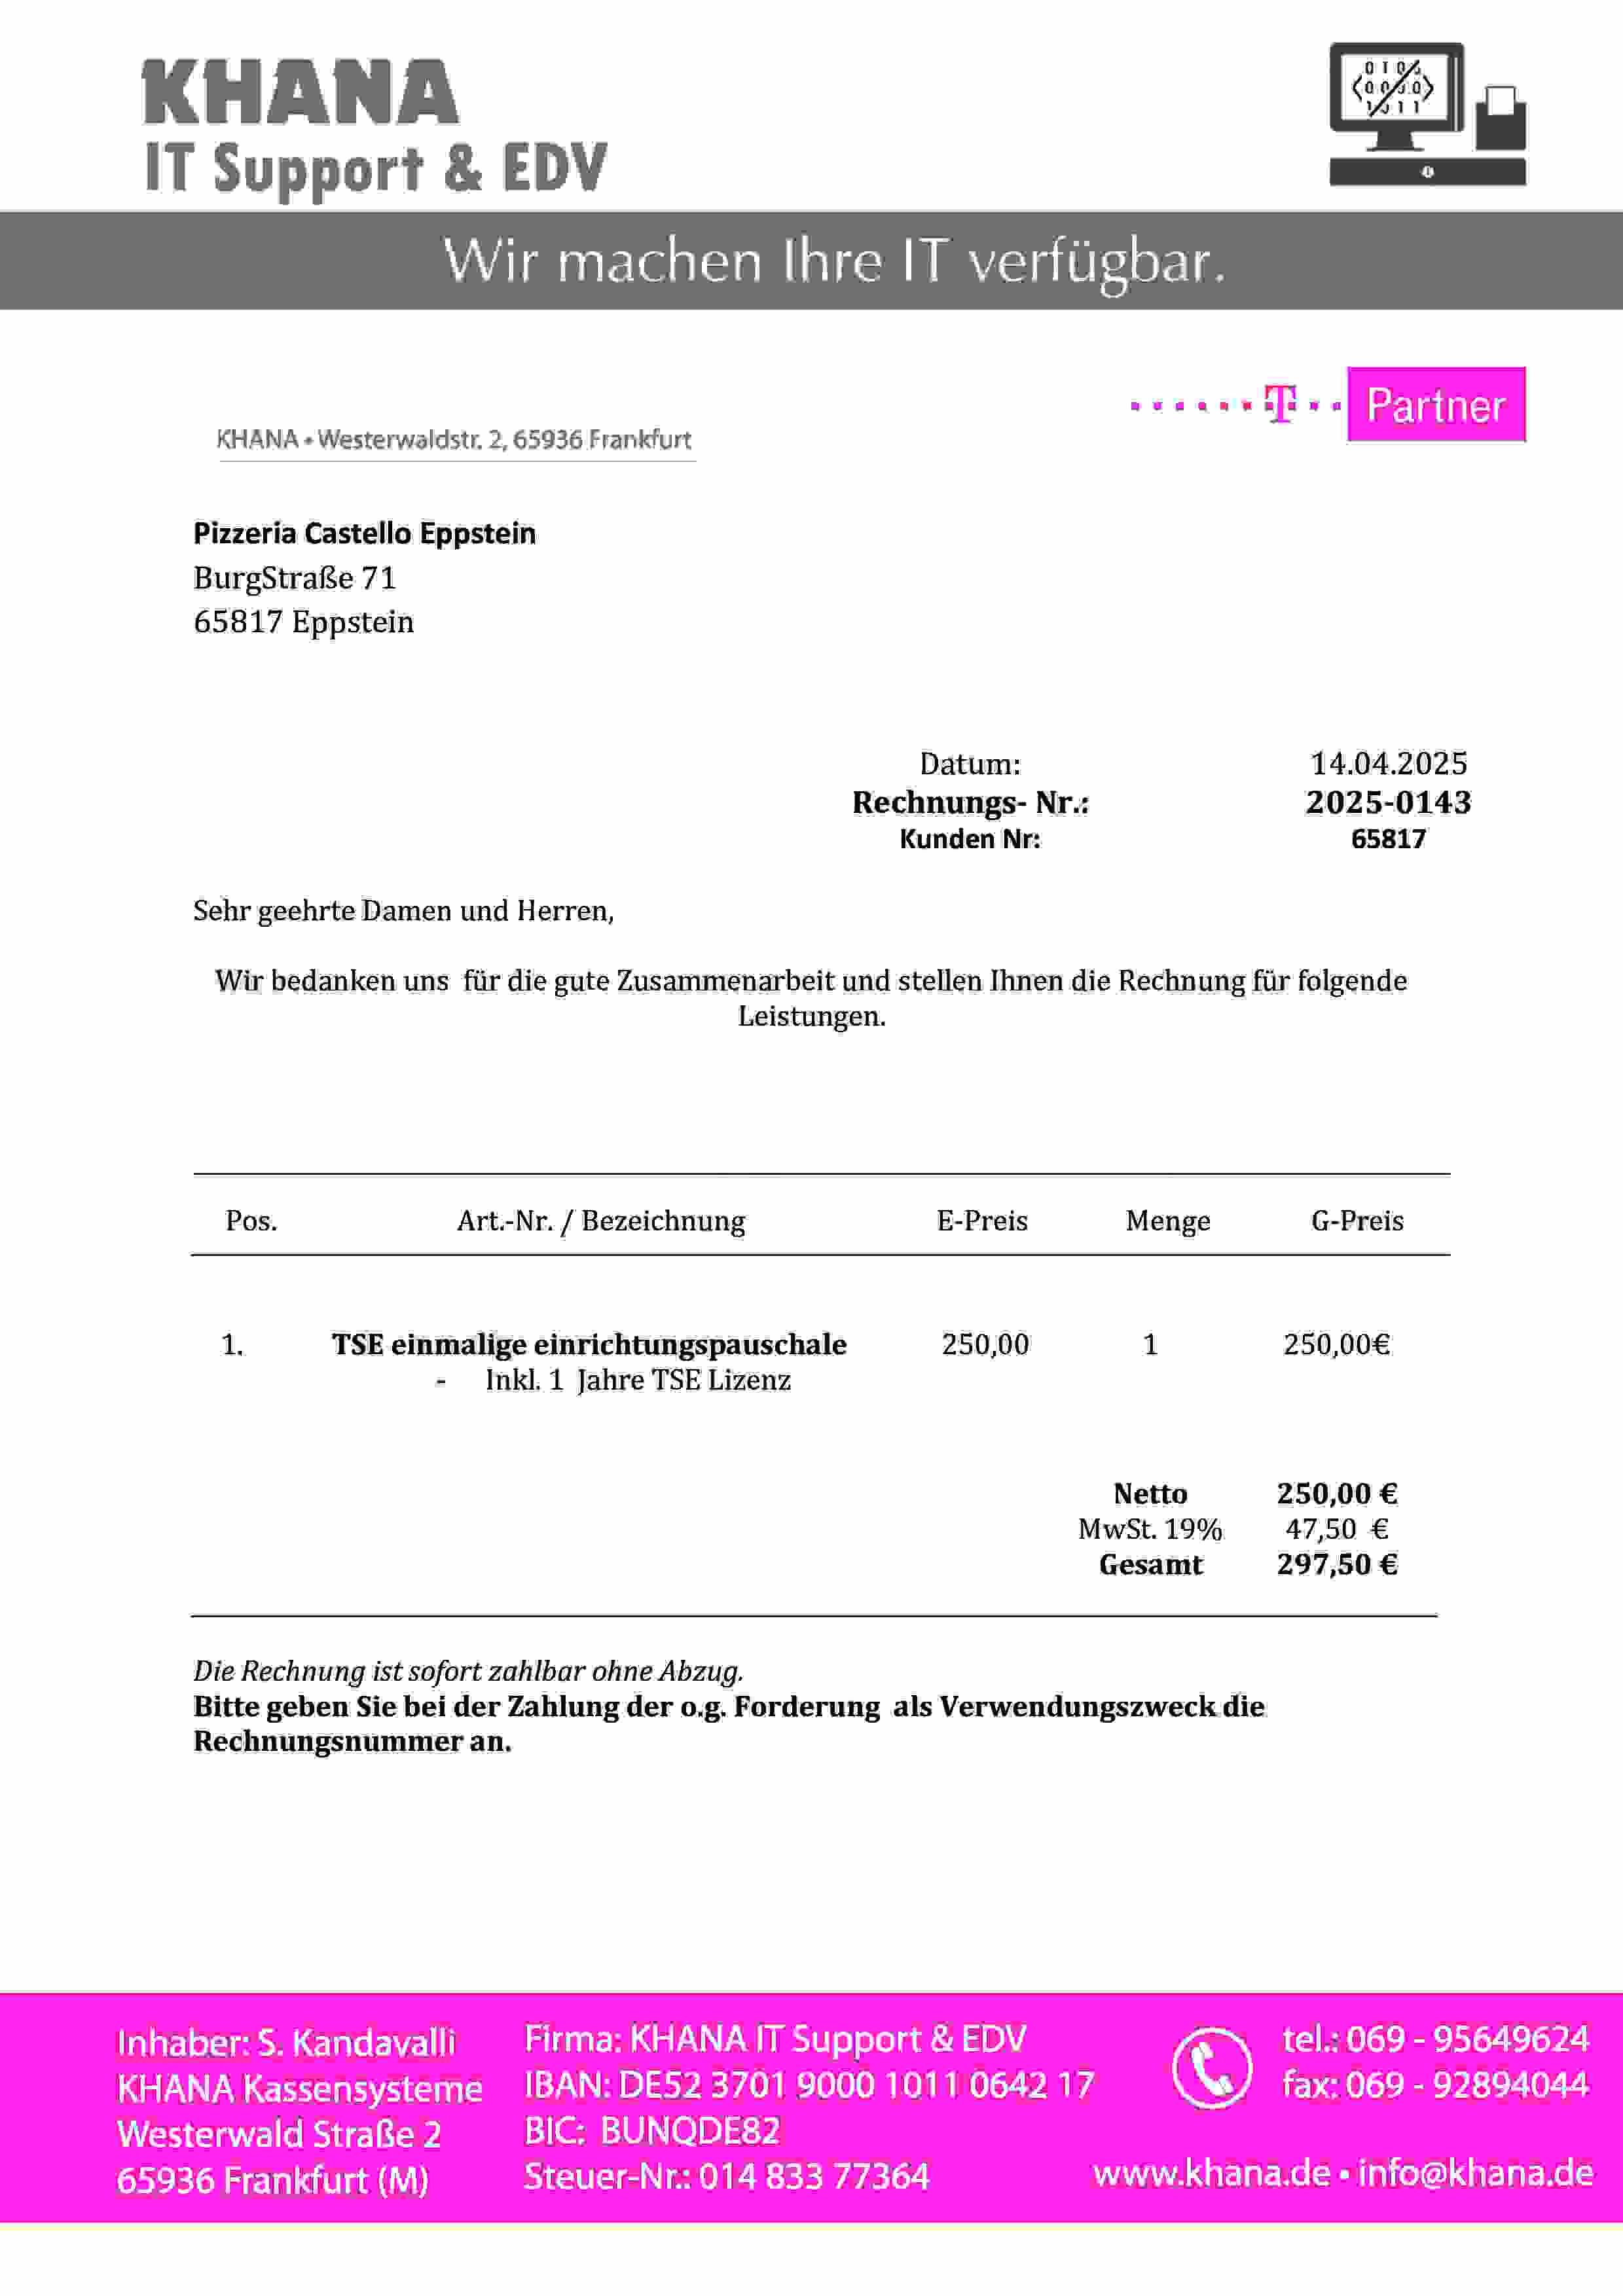 KHANA
IT Support & EDV
Wir machen Ihre IT verfügbar.
T Partner
KHANA • Westerwaldstr. 2, 65936 Frankfurt
Pizzeria Castello Eppstein
BurgStraße 71
65817 Eppstein
Datum: 14.04.2025
Rechnungs- Nr.: 2025-0143
Kunden Nr: 65817
Sehr geehrte Damen und Herren,
Wir bedanken uns für die gute Zusammenarbeit und stellen Ihnen die Rechnung für folgende
Leistungen.
Pos. Art.-Nr. / Bezeichnung E-Preis Menge G-Preis
1. TSE einmalige einrichtungspauschale 250,00 1 250,00€
- Inkl. 1 Jahre TSE Lizenz
Netto 250,00 €
MwSt. 19% 47,50 €
Gesamt 297,50 €
Die Rechnung ist sofort zahlbar ohne Abzug.
Bitte geben Sie bei der Zahlung der o.g. Forderung als Verwendungszweck die
Rechnungsnummer an.
Inhaber: S. Kandavalli
KHANA Kassensysteme
Westerwald Straße 2
65936 Frankfurt (M)
Firma: KHANA IT Support & EDV
IBAN: DE52 3701 9000 1011 0642 17
BIC: BUNQDE82
Steuer-Nr.: 014 833 77364
tel.: 069 - 95649624
fax: 069 - 92894044
www.khana.de • info@khana.de